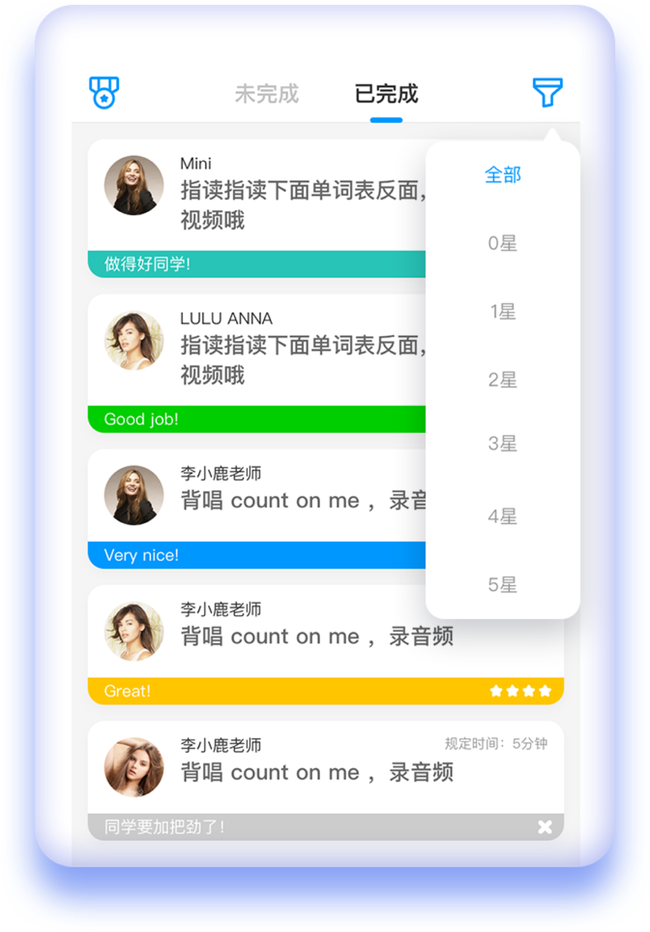 未完成
已完成
Mini
指读指读下面单词表反面,
视频哦
做得好同学!
LULU ANNA
指读指读下面单词表反面,
视频哦
Good job!
李小鹿老师
背唱 count on me ，录音
Very nice!
李小鹿老师
背唱 count on me ，录音频
Great!
李小鹿老师
规定时间：5分钟
背唱 count on me ，录音频
同学要加把劲了!
全部
0星
1星
2星
3星
4星
5星